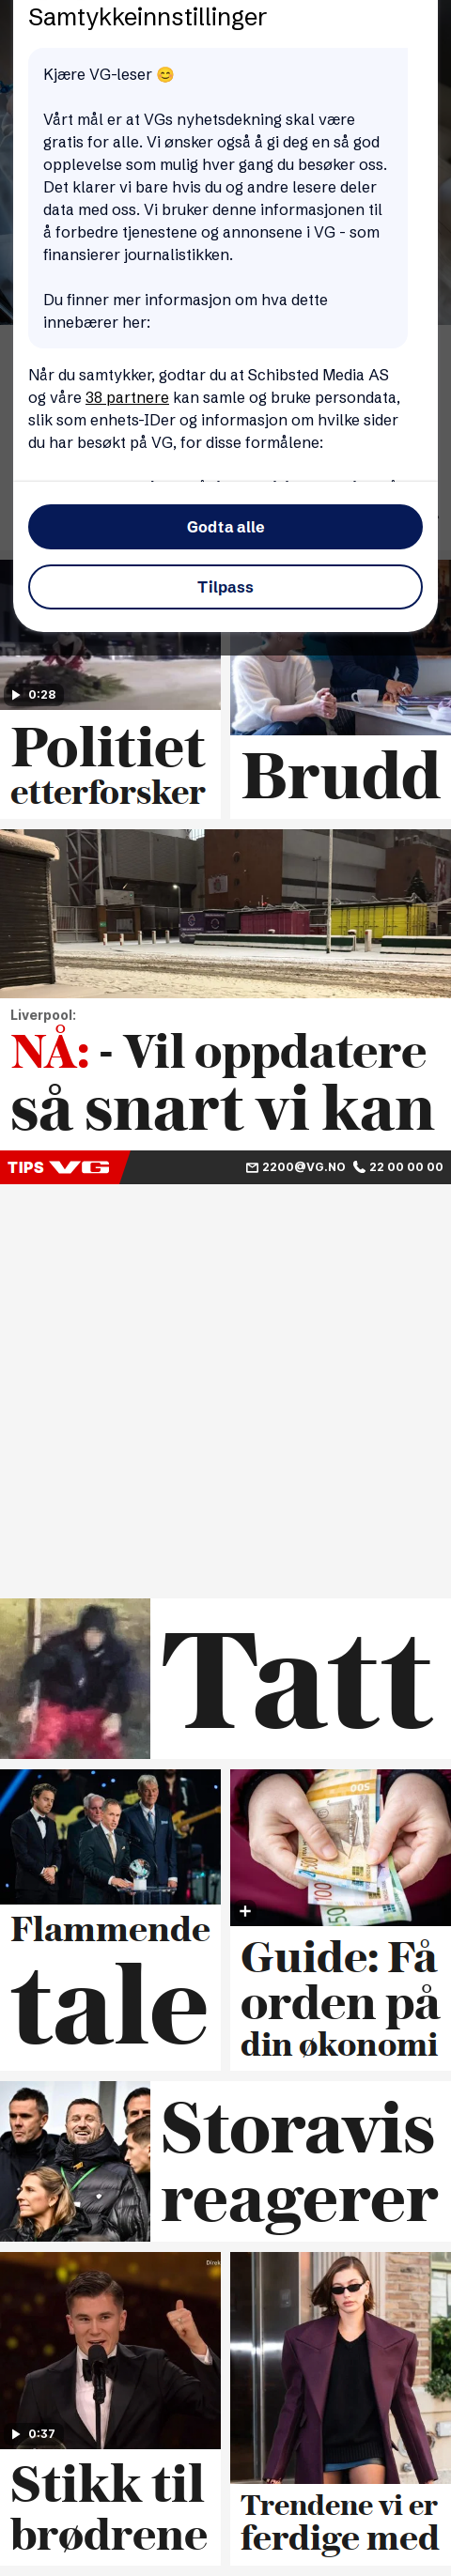 Samtykkeinnstillinger
Kjære VG-leser 😊
Vårt mål er at VGs nyhetsdekning skal være
gratis for alle. Vi ønsker også å gi deg en så god
opplevelse som mulig hver gang du besøker oss.
Det klarer vi bare hvis du og andre lesere deler
data med oss. Vi bruker denne informasjonen til
å forbedre tjenestene og annonsene i VG - som
finansierer journalistikken.
Du finner mer informasjon om hva dette
innebærer her:
Når du samtykker, godtar du at Schibsted Media AS
og våre 38 partnere kan samle og bruke persondata,
slik som enhets-IDer og informasjon om hvilke sider
du har besøkt på VG, for disse formålene:
Godta alle
Tilpass
0:28
Politiet
etterforsker
Brudd
Liverpool:
NÅ: - Vil oppdatere
så snart vi kan
TIPS VG 2200@VG.NO 22 00 00 00
Tatt
Flammende
tale
Guide: Få
orden på
din økonomi
Storavis
reagerer
0:37
Stikk til
brødrene
Trendene vi er
ferdige med